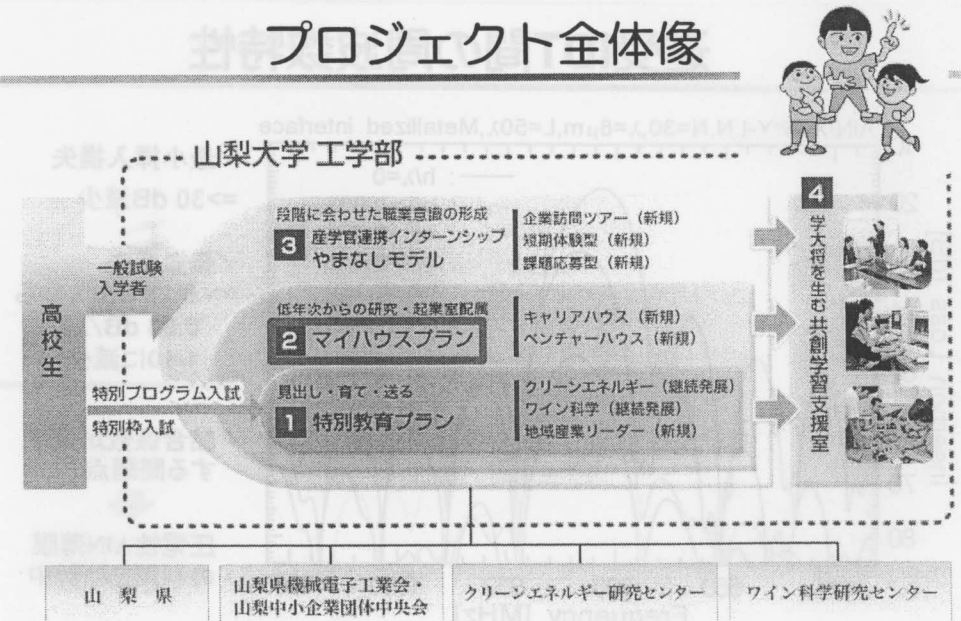 プロジェクト全体像
山梨大学 工学部
高校生
一般試験
入学者
特別プログラム入試
特別枠入試
段階に会わせた職業意識の形成
3 産学官連携インターンシップ
やまなしモデル
企業訪問ツアー（新規）
短期体験型（新規）
課題応募型（新規）
低年次からの研究・起業室配属
2 マイハウスプラン
キャリアハウス（新規）
ベンチャーハウス（新規）
見出し・育て・送る
1 特別教育プラン
クリーンエネルギー（継続発展）
ワイン科学（継続発展）
地域産業リーダー（新規）
4 学大将を生む 共創学習支援室
山梨県
山梨県機械電子工業会・
山梨中小企業団体中央会
クリーンエネルギー研究センター
ワイン科学研究センター